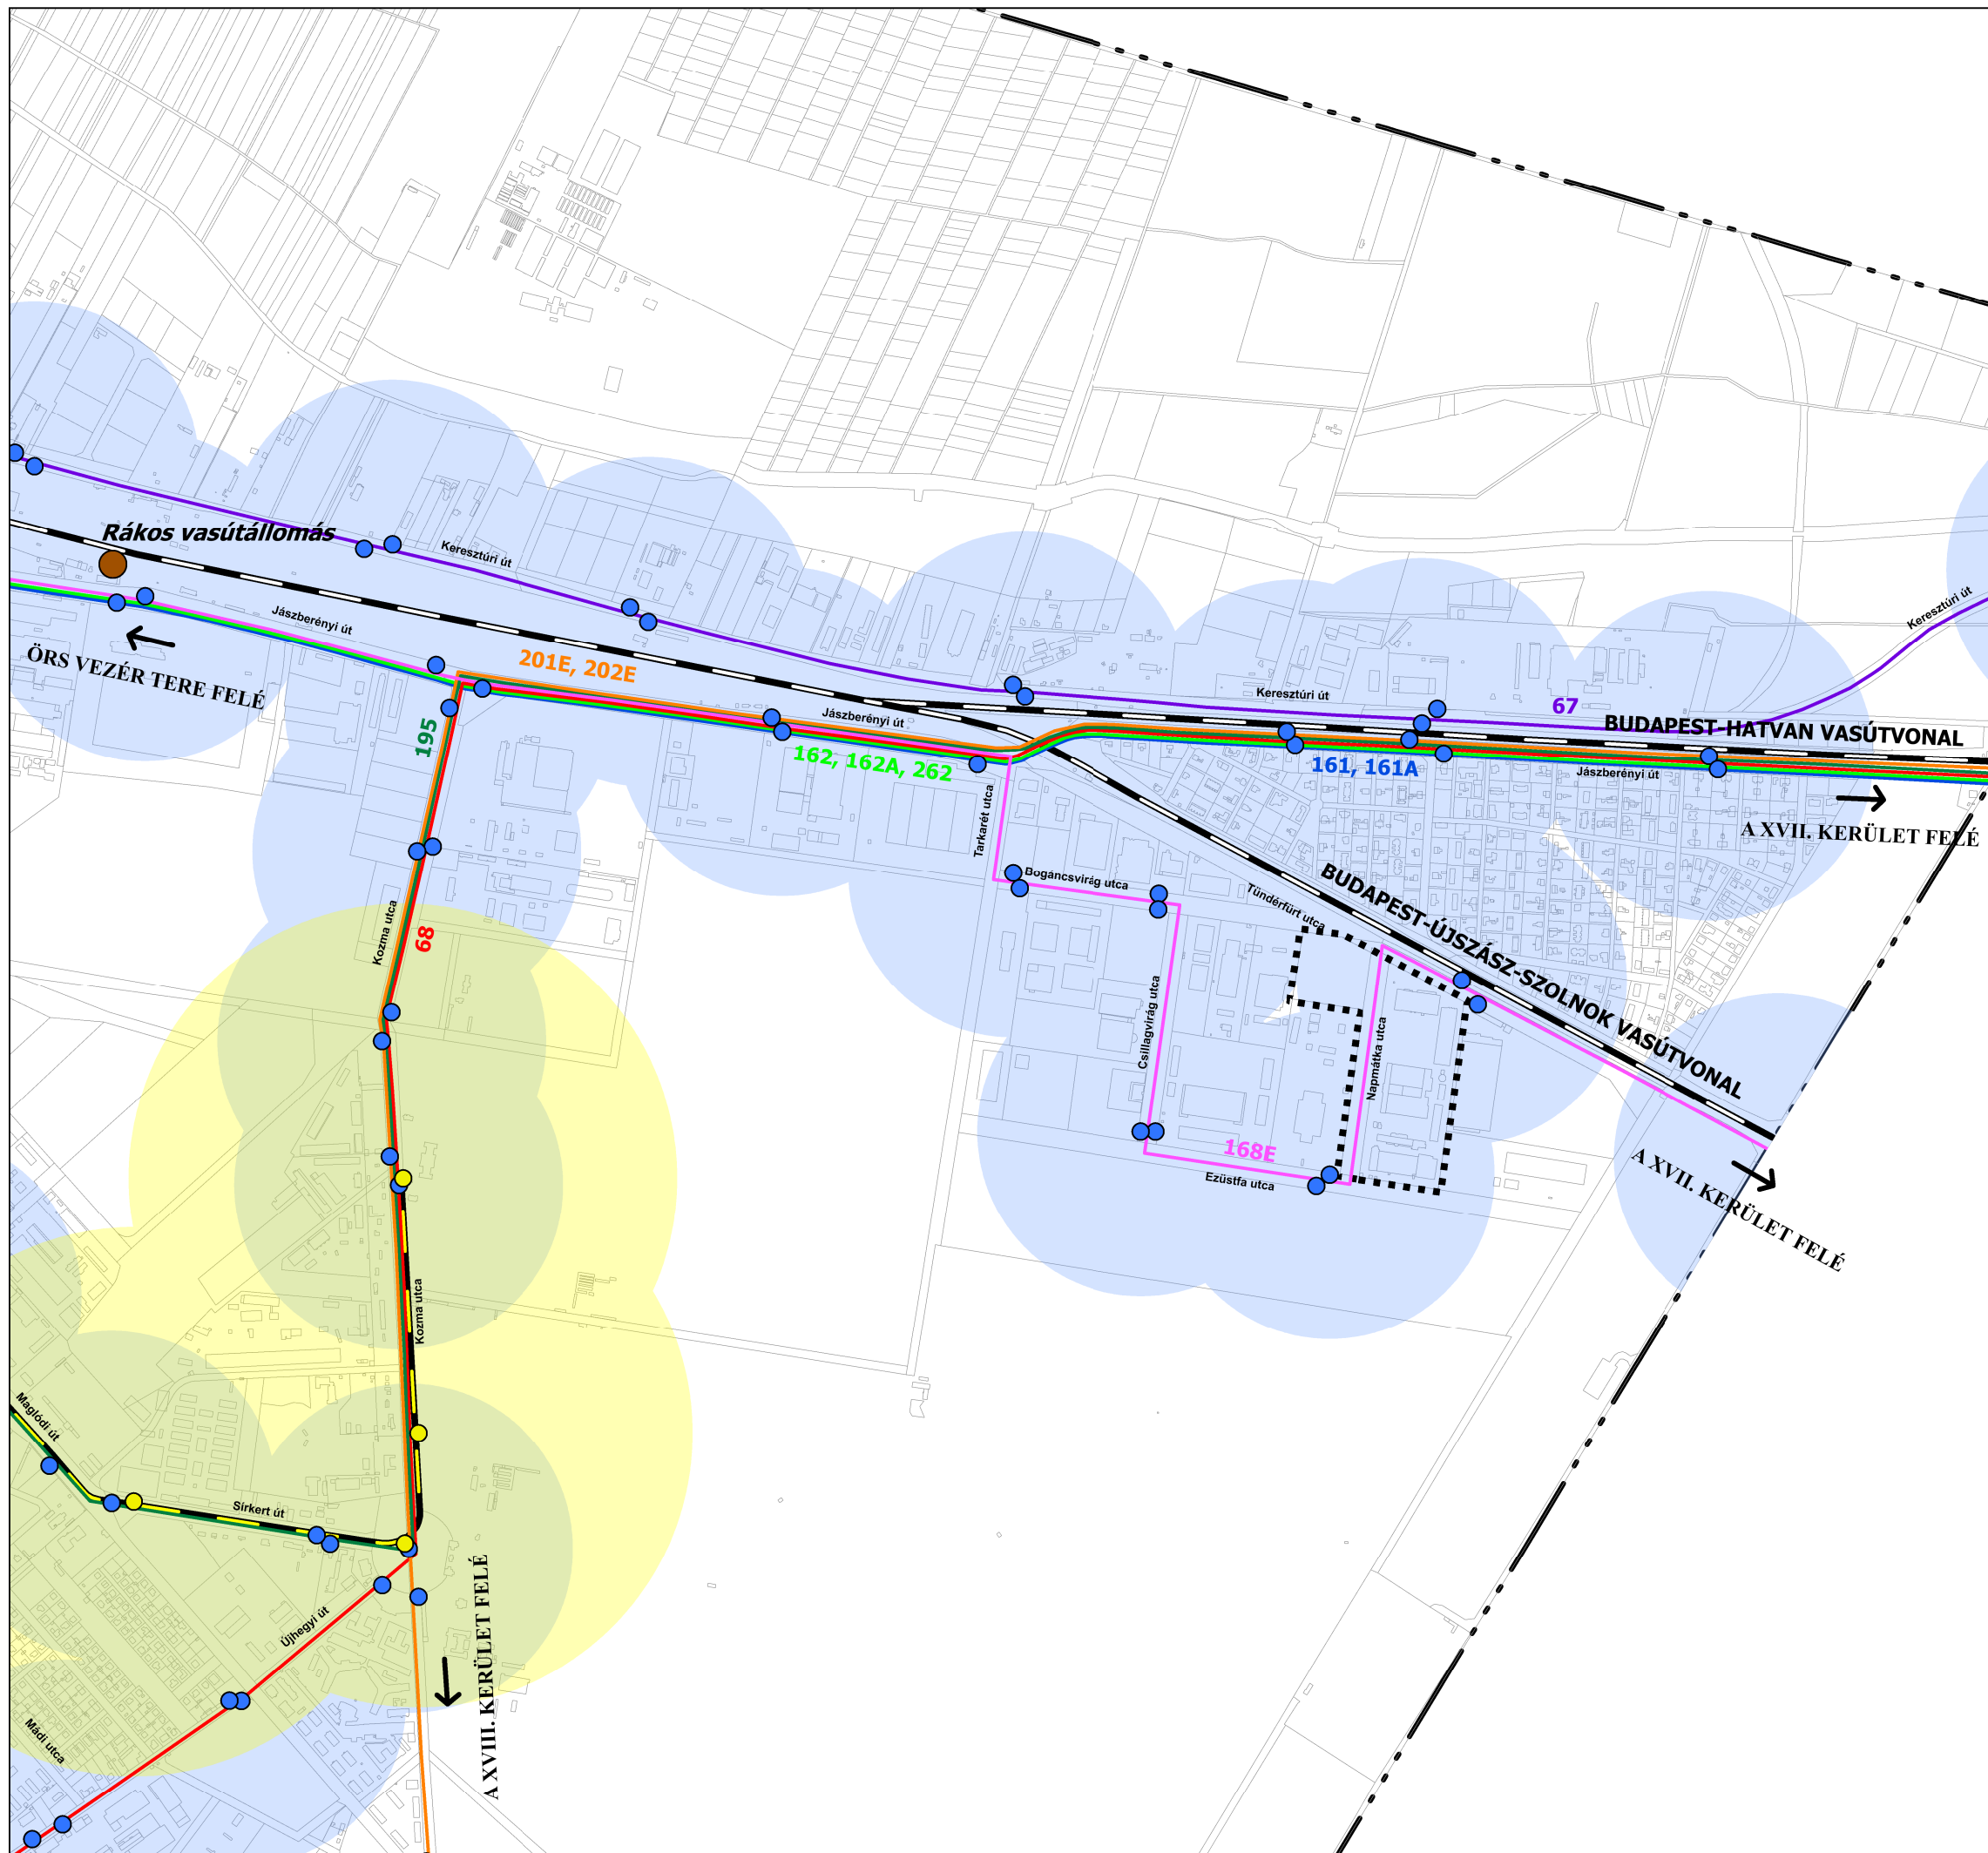 Rákos vasútállomás
Keresztúri út
Jászberényi út
ÖRS VEZÉR TERE FELÉ
201E, 202E
195
Jászberényi út
162, 162A, 262
Keresztúri út
67
Keresztúri út
BUDAPEST-HATVAN VASÚTVONAL
161, 161A
Jászberényi út
A XVII. KERÜLET FELÉ
Tarkarét utca
Bogáncsvirág utca
Tündérfürt utca
BUDAPEST-ÚJSZÁSZ-SZOLNOK VASÚTVONAL
Kozma utca
68
Csillagvirág utca
Napmátka utca
168E
Ezüstfa utca
A XVII. KERÜLET FELÉ
Kozma utca
Maglódi út
Sírkert út
Újhegyi út
A XVIII. KERÜLET FELÉ
Mádi utca